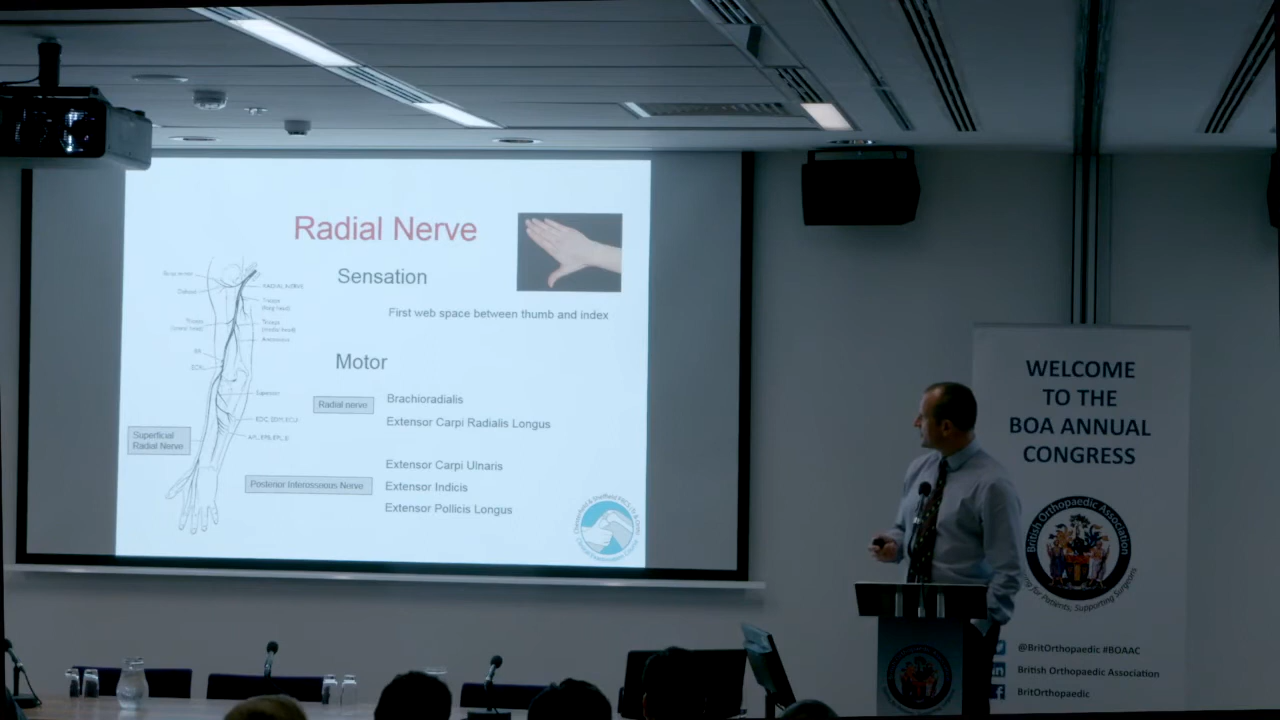 Radial Nerve
Sensation
First web space between thumb and index
Motor
Radial nerve
Brachioradialis
Extensor Carpi Radialis Longus
Superficial
Radial Nerve
Posterior Interosseous Nerve
Extensor Carpi Ulnaris
Extensor Indicis
Extensor Pollicis Longus
RADIAL NERVE
WELCOME
TO THE
BOA ANNUAL
CONGRESS
British Orthopaedic Association
for Patients, Supporting Surgeons
@BritOrthopaedic #BOAAC
British Orthopaedic Association
BritOrthopaedic